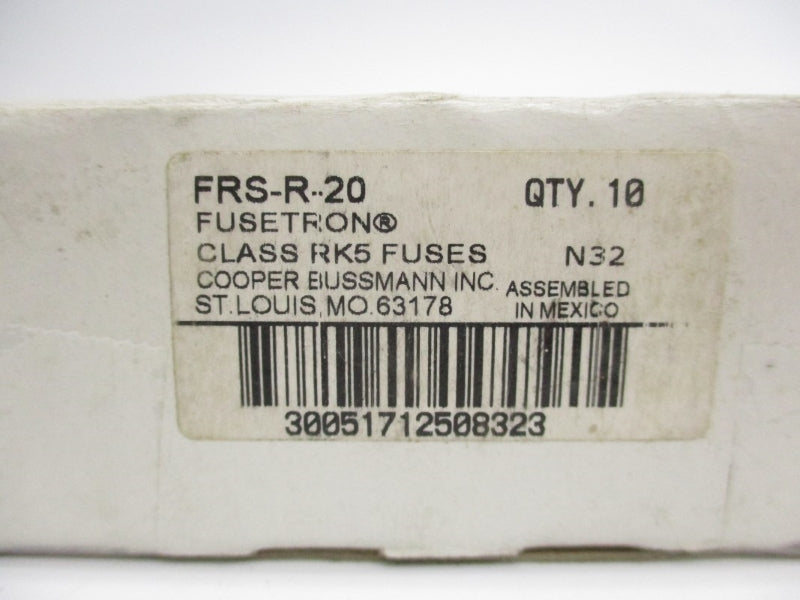 FRS-R-20 QTY. 10
FUSETRON®
CLASS RK5 FUSES N32
COOPER BUSSMANN INC. ASSEMBLED
ST.LOUIS,MO.63178 IN MEXICO
30051712508323